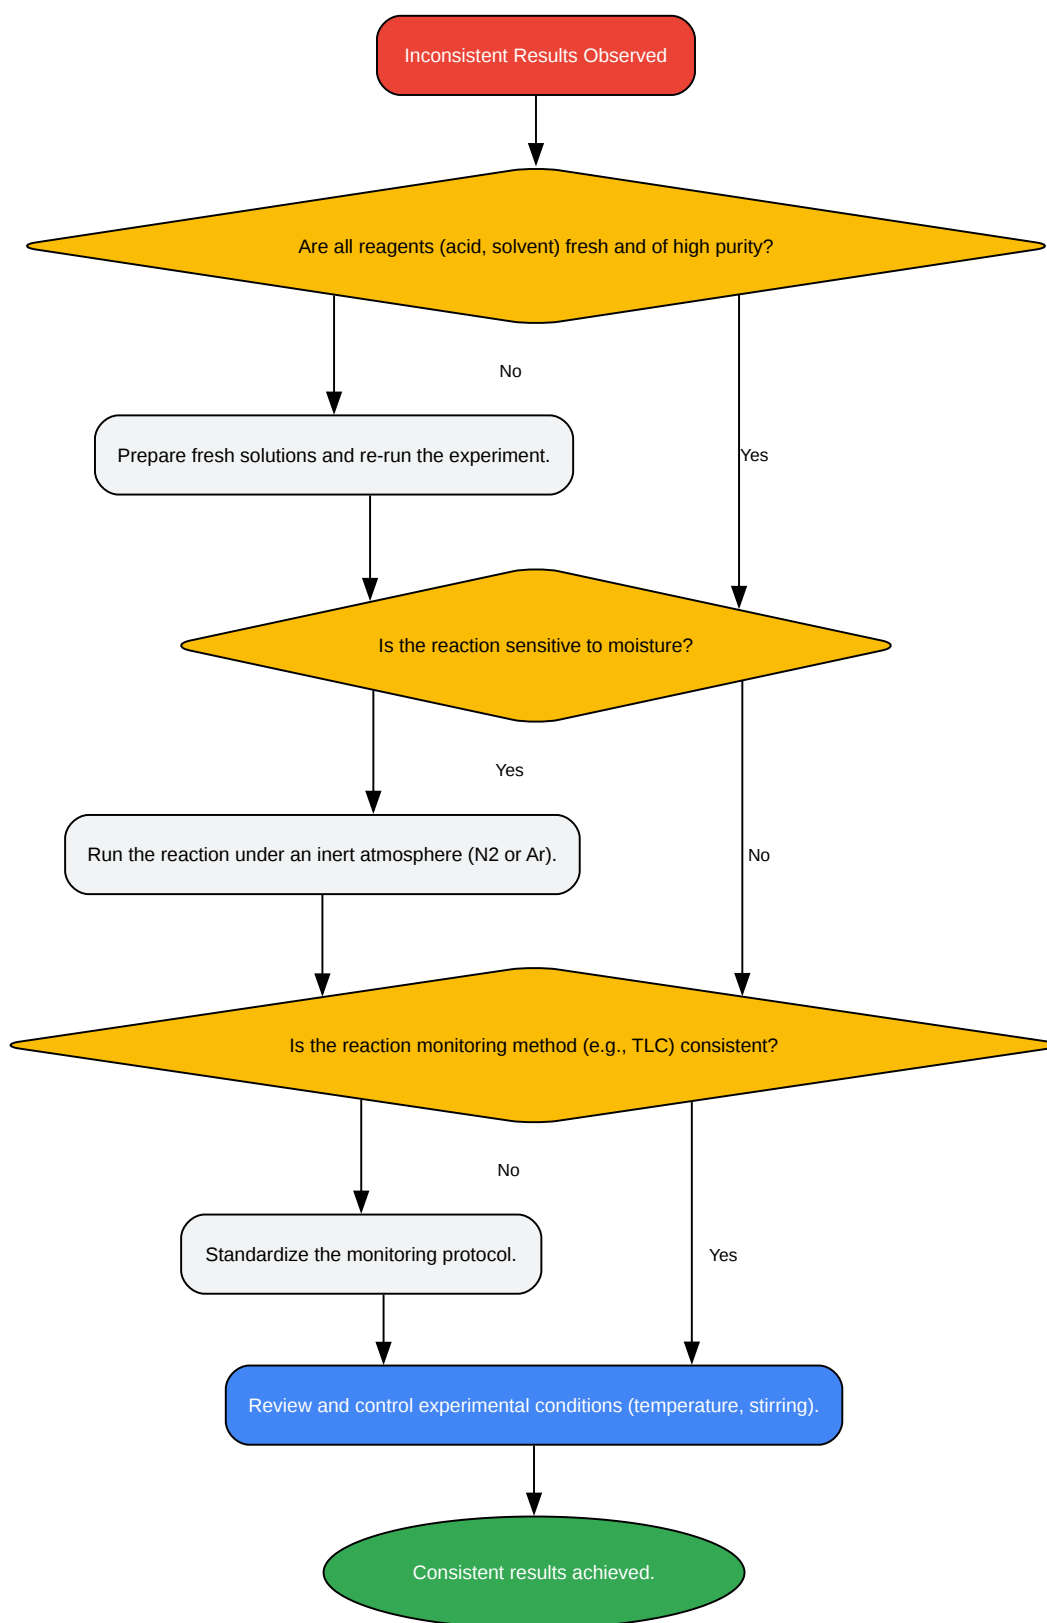 Inconsistent Results Observed
Are all reagents (acid, solvent) fresh and of high purity?
No
Prepare fresh solutions and re-run the experiment.
Yes
Is the reaction sensitive to moisture?
Yes
Run the reaction under an inert atmosphere (N2 or Ar).
No
Is the reaction monitoring method (e.g., TLC) consistent?
No
Standardize the monitoring protocol.
Yes
Review and control experimental conditions (temperature, stirring).
Consistent results achieved.